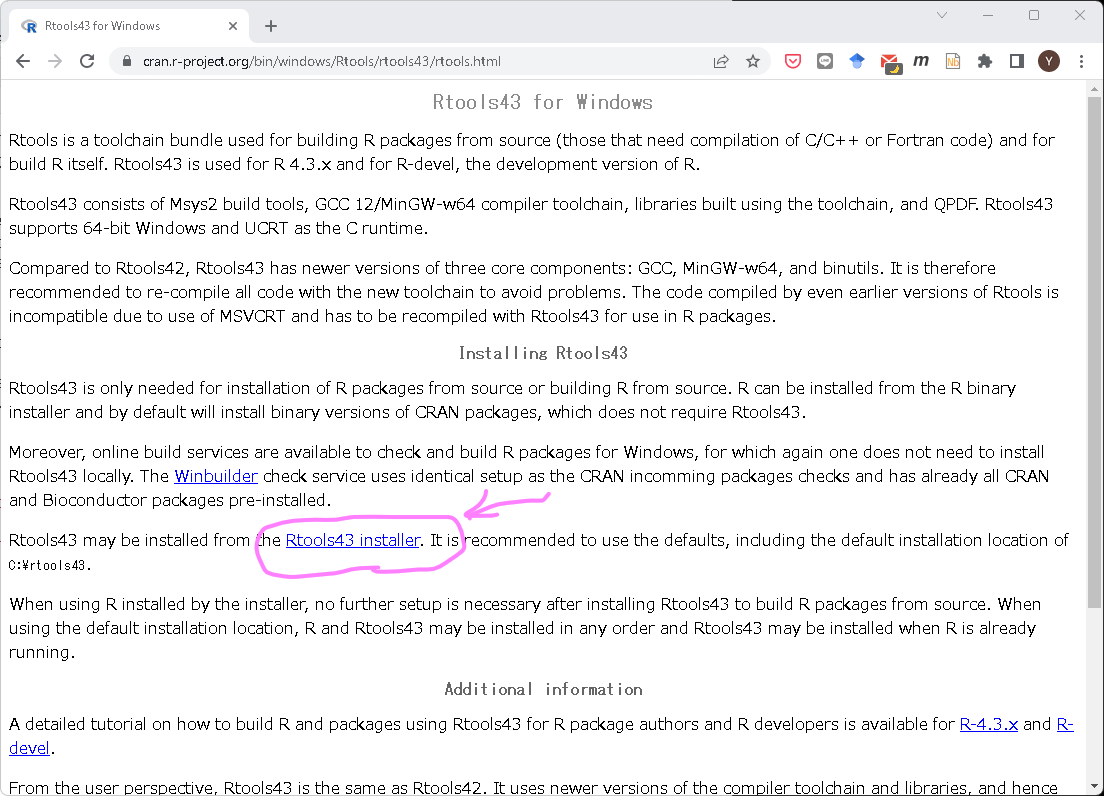 Rtools43 for Windows
cran.r-project.org/bin/windows/Rtools/rtools43/rtools.html
m
Nb
Y
Rtools43 for Windows
Rtools is a toolchain bundle used for building R packages from source (those that need compilation of C/C++ or Fortran code) and for
build R itself. Rtools43 is used for R 4.3.x and for R-devel, the development version of R.
Rtools43 consists of Msys2 build tools, GCC 12/MinGW-w64 compiler toolchain, libraries built using the toolchain, and QPDF. Rtools43
supports 64-bit Windows and UCRT as the C runtime.
Compared to Rtools42, Rtools43 has newer versions of three core components: GCC, MinGW-w64, and binutils. It is therefore
recommended to re-compile all code with the new toolchain to avoid problems. The code compiled by even earlier versions of Rtools is
incompatible due to use of MSVCRT and has to be recompiled with Rtools43 for use in R packages.
Installing Rtools43
Rtools43 is only needed for installation of R packages from source or building R from source. R can be installed from the R binary
installer and by default will install binary versions of CRAN packages, which does not require Rtools43.
Moreover, online build services are available to check and build R packages for Windows, for which again one does not need to install
Rtools43 locally. The Winbuilder check service uses identical setup as the CRAN incomming packages checks and has already all CRAN
and Bioconductor packages pre-installed.
Rtools43 may be installed from the Rtools43 installer. It is recommended to use the defaults, including the default installation location of
C:¥rtools43.
When using R installed by the installer, no further setup is necessary after installing Rtools43 to build R packages from source. When
using the default installation location, R and Rtools43 may be installed in any order and Rtools43 may be installed when R is already
running.
Additional information
A detailed tutorial on how to build R and packages using Rtools43 for R package authors and R developers is available for R-4.3.x and R-
devel.
From the user perspective, Rtools43 is the same as Rtools42. It uses newer versions of the compiler toolchain and libraries, and hence